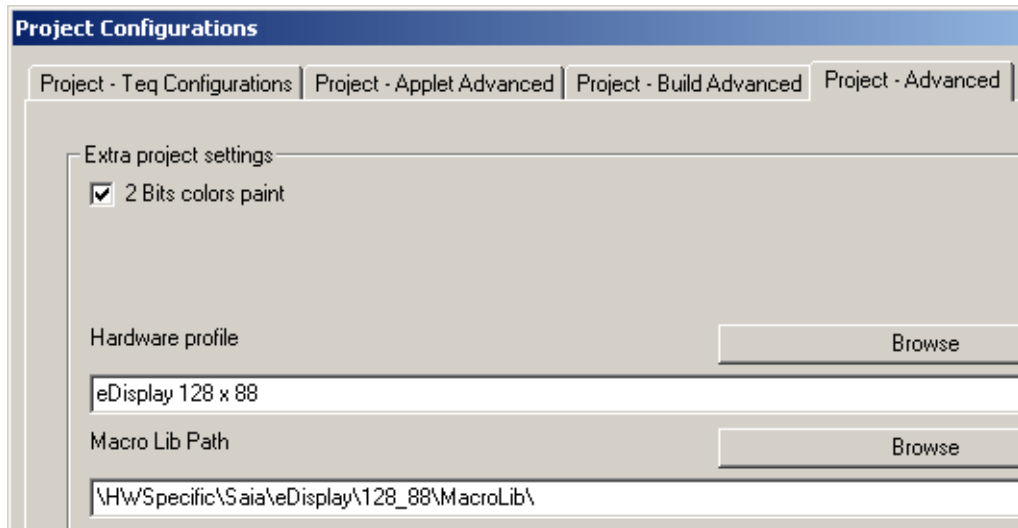 Project Configurations
Project - Teq Configurations Project - Applet Advanced Project - Build Advanced Project - Advanced
Extra project settings
2 Bits colors paint
Hardware profile Browse
eDisplay 128 x 88
Macro Lib Path Browse
\HWSpecific\Saia\eDisplay\128_88\MacroLib\